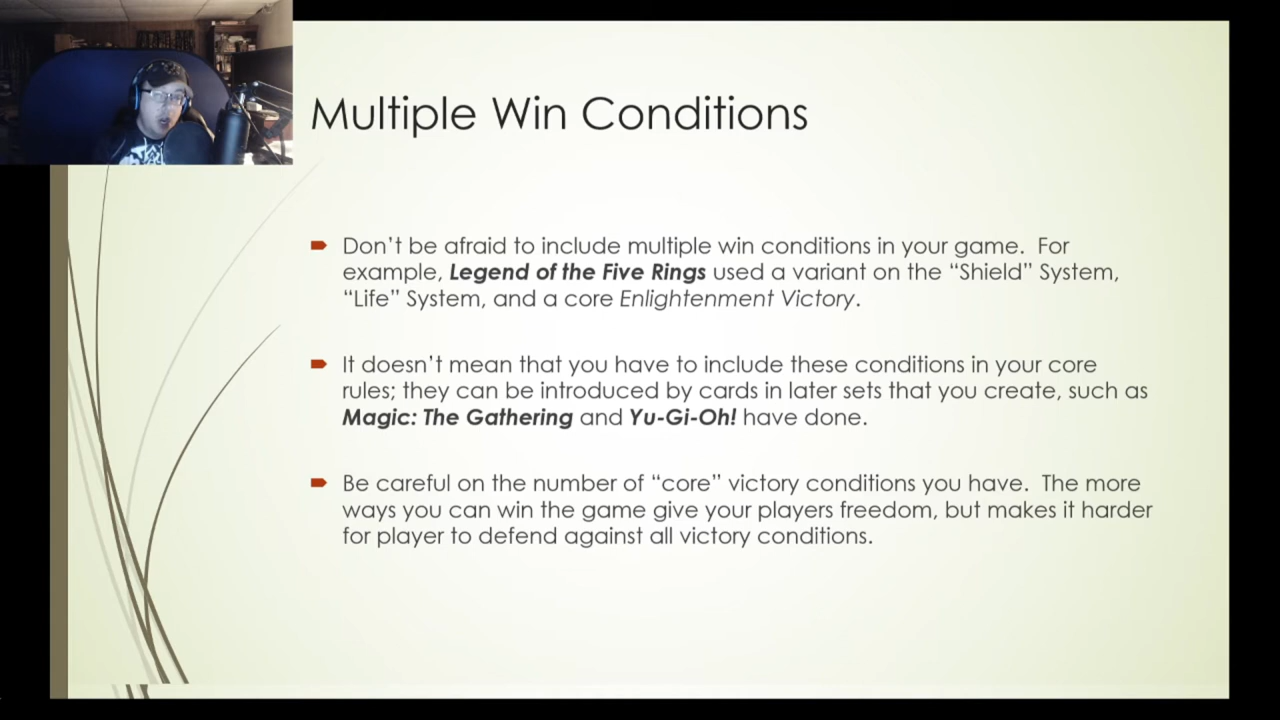 Multiple Win Conditions
Don’t be afraid to include multiple win conditions in your game.  For
example, Legend of the Five Rings used a variant on the “Shield” System,
“Life” System, and a core Enlightenment Victory.
It doesn’t mean that you have to include these conditions in your core
rules; they can be introduced by cards in later sets that you create, such as
Magic: The Gathering and Yu-Gi-Oh! have done.
Be careful on the number of “core” victory conditions you have.  The more
ways you can win the game give your players freedom, but makes it harder
for player to defend against all victory conditions.